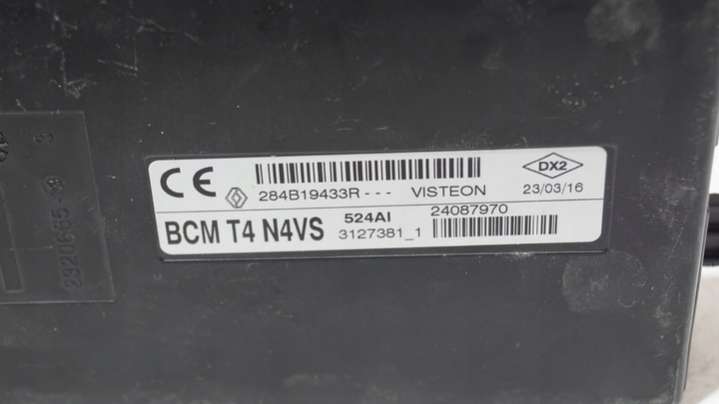 CE 284B19433R--- VISTEON DX2 23/03/16
BCM T4 N4VS 524AI 24087970
3127381_1